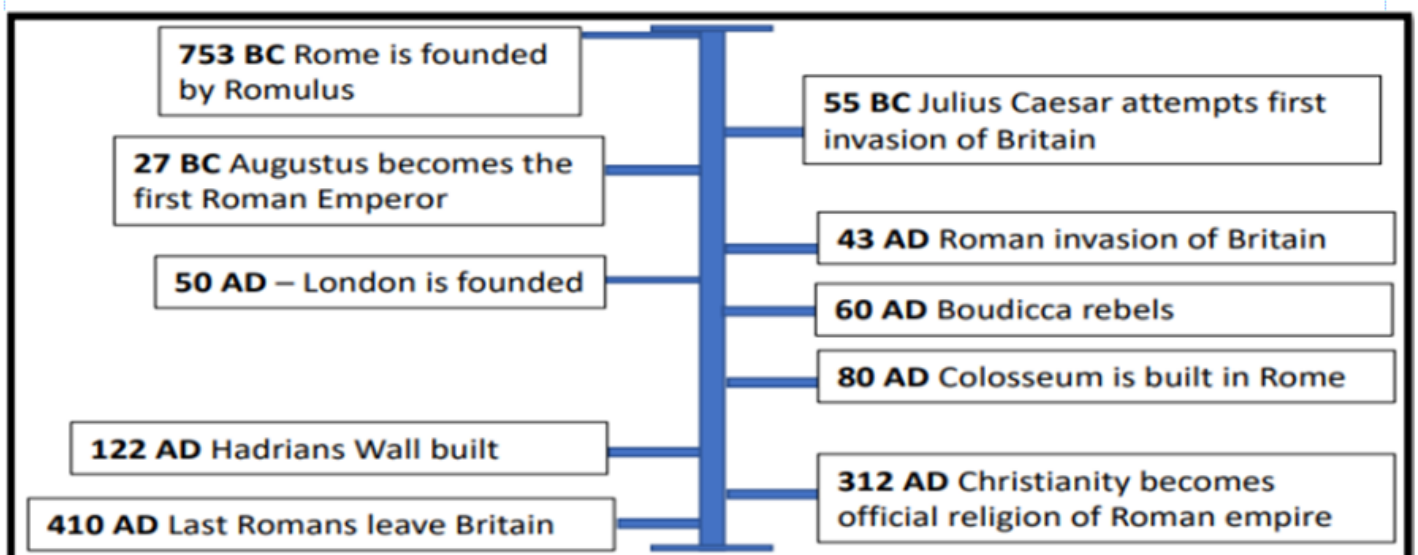 753 BC Rome is founded
by Romulus
55 BC Julius Caesar attempts first
invasion of Britain
27 BC Augustus becomes the
first Roman Emperor
43 AD Roman invasion of Britain
50 AD – London is founded
60 AD Boudicca rebels
80 AD Colosseum is built in Rome
122 AD Hadrians Wall built
312 AD Christianity becomes
official religion of Roman empire
410 AD Last Romans leave Britain